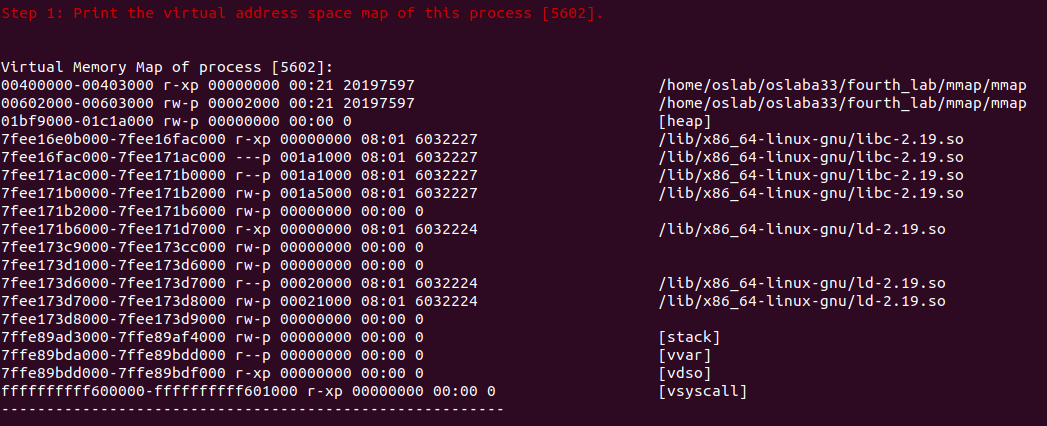 Step 1: Print the virtual address space map of this process [5602].
Virtual Memory Map of process [5602]:
00400000-00403000 r-xp 00000000 00:21 20197597 /home/oslab/oslaba33/fourth_lab/mmap/mmap
00602000-00603000 rw-p 00002000 00:21 20197597 /home/oslab/oslaba33/fourth_lab/mmap/mmap
01bf9000-01c1a000 rw-p 00000000 00:00 0 [heap]
7fee16e0b000-7fee16fac000 r-xp 00000000 08:01 6032227 /lib/x86_64-linux-gnu/libc-2.19.so
7fee16fac000-7fee171ac000 ---p 001a1000 08:01 6032227 /lib/x86_64-linux-gnu/libc-2.19.so
7fee171ac000-7fee171b0000 r--p 001a1000 08:01 6032227 /lib/x86_64-linux-gnu/libc-2.19.so
7fee171b0000-7fee171b2000 rw-p 001a5000 08:01 6032227 /lib/x86_64-linux-gnu/libc-2.19.so
7fee171b2000-7fee171b6000 rw-p 00000000 00:00 0
7fee171b6000-7fee171d7000 r-xp 00000000 08:01 6032224 /lib/x86_64-linux-gnu/ld-2.19.so
7fee173c9000-7fee173cc000 rw-p 00000000 00:00 0
7fee173d1000-7fee173d6000 rw-p 00000000 00:00 0
7fee173d6000-7fee173d7000 r--p 00020000 08:01 6032224 /lib/x86_64-linux-gnu/ld-2.19.so
7fee173d7000-7fee173d8000 rw-p 00021000 08:01 6032224 /lib/x86_64-linux-gnu/ld-2.19.so
7fee173d8000-7fee173d9000 rw-p 00000000 00:00 0
7ffe89ad3000-7ffe89af4000 rw-p 00000000 00:00 0 [stack]
7ffe89bda000-7ffe89bdd000 r--p 00000000 00:00 0 [vvar]
7ffe89bdd000-7ffe89bdf000 r-xp 00000000 00:00 0 [vdso]
ffffffffff600000-ffffffffff601000 r-xp 00000000 00:00 0 [vsyscall]
--------------------------------------------------------